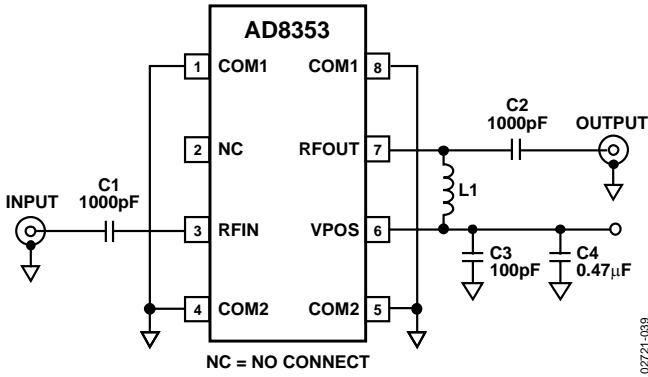 AD8353
1 COM1 COM1 8
2 NC RFOUT 7
3 RFIN VPOS 6
4 COM2 COM2 5
INPUT
C1
1000pF
C2
1000pF
OUTPUT
L1
C3
100pF
C4
0.47µF
NC = NO CONNECT
02721-039